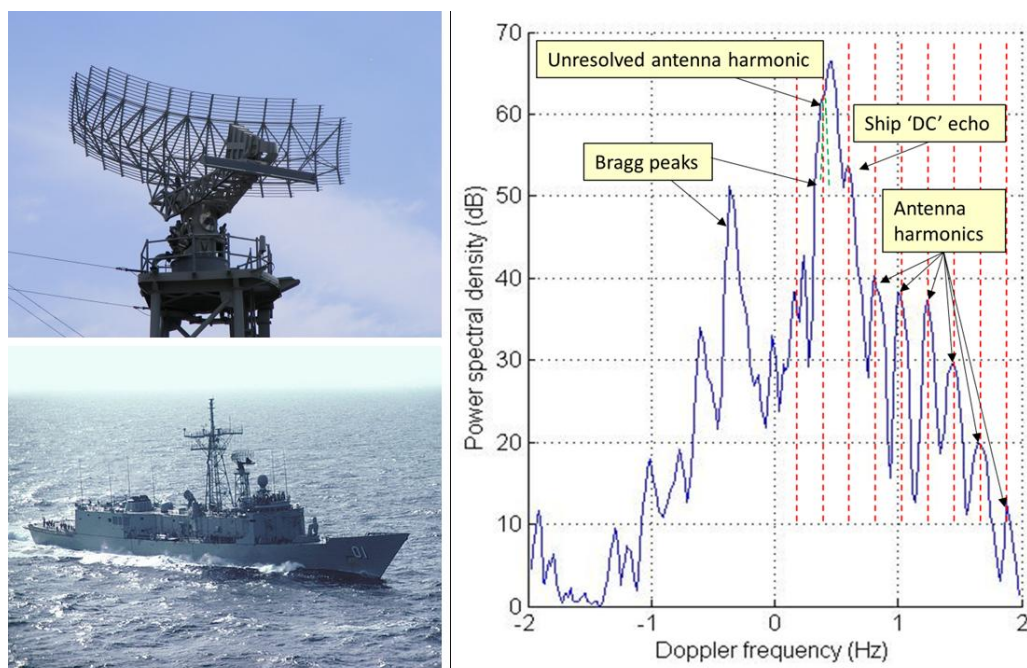 01
70
60
50
40
30
20
10
0
Power spectral density (dB)
Unresolved antenna harmonic
Ship ‘DC’ echo
Bragg peaks
Antenna
harmonics
-2
-1
0
1
2
Doppler frequency (Hz)